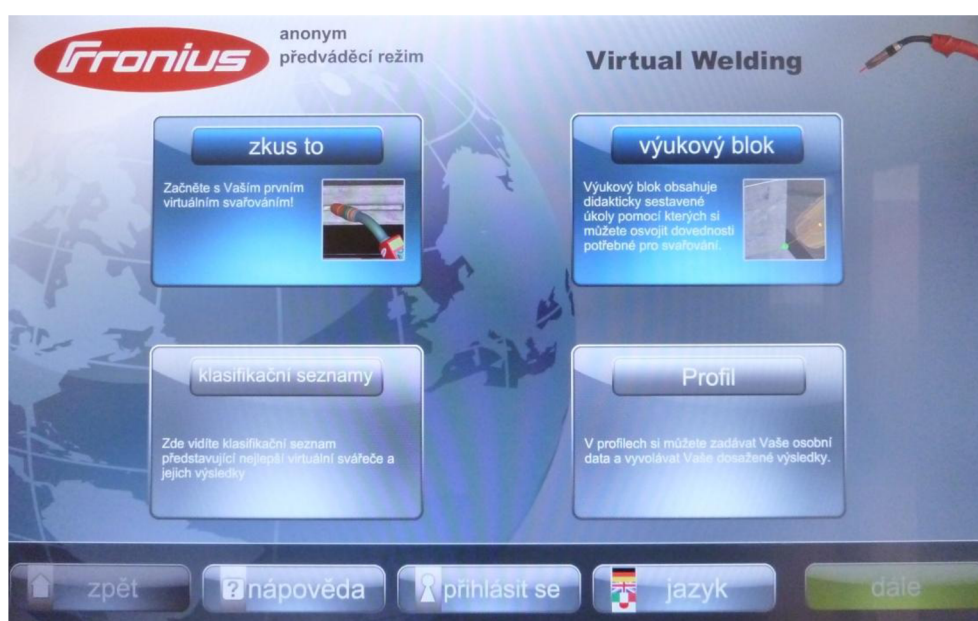 Fronius
anonym
předváděcí režim
Virtual Welding
zkus to
Začněte s Vaším prvním
virtuálním svařováním!
výukový blok
Výukový blok obsahuje
didakticky sestavené
úkoly pomocí kterých si
můžete osvojit dovednosti
potřebné pro svařování.
klasifikační seznamy
Zde vidíte klasifikační seznam
představující nejlepší virtuální svářeče a
jejich výsledky
Profil
V profilech si můžete zadávat Vaše osobní
data a vyvolávat Vaše dosažené výsledky.
zpět
? nápověda
přihlásit se
jazyk
dále